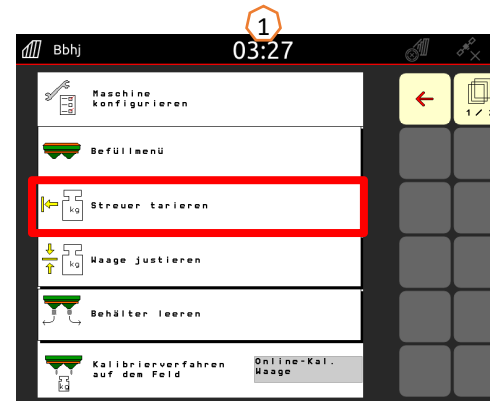 1
Bbhj
03:27
Maschine
konfigurieren
1 /
Befüllmenü
kg
Streuer tarieren
kg
Waage justieren
Behälter leeren
Kalibrierverfahren
auf dem Feld
Online-Kal.
Waage
kg